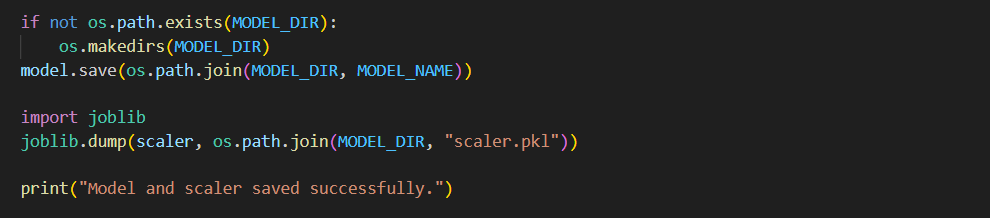 if not os.path.exists(MODEL_DIR):
    os.makedirs(MODEL_DIR)
model.save(os.path.join(MODEL_DIR, MODEL_NAME))

import joblib
joblib.dump(scaler, os.path.join(MODEL_DIR, "scaler.pkl"))

print("Model and scaler saved successfully.")